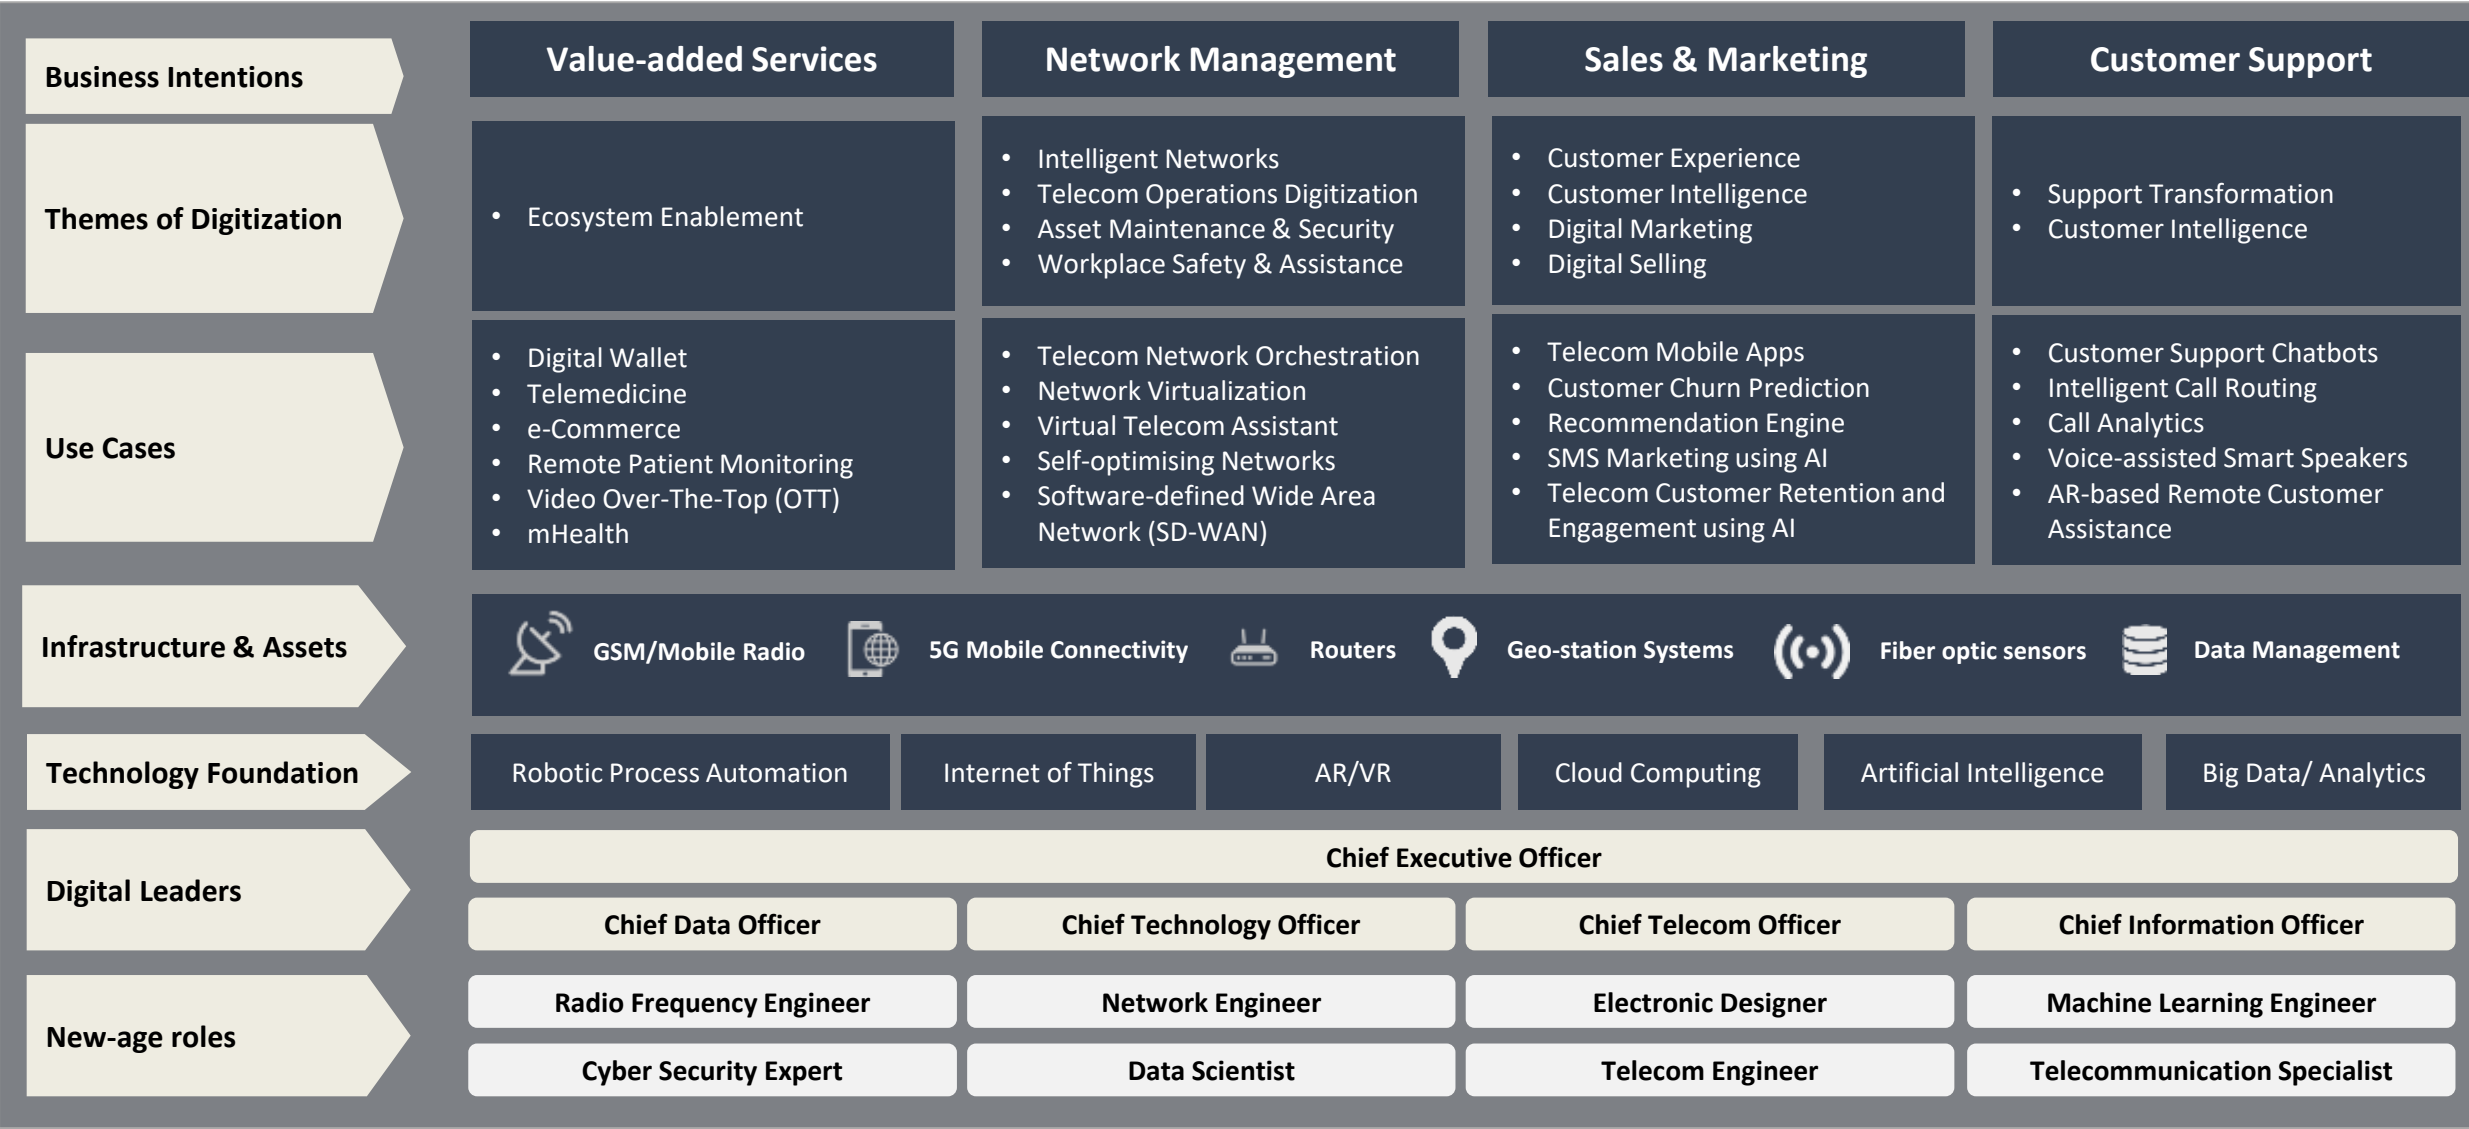 Business Intentions
Value-added Services
Network Management
Sales & Marketing
Customer Support
Themes of Digitization
• Ecosystem Enablement
• Intelligent Networks
• Telecom Operations Digitization
• Asset Maintenance & Security
• Workplace Safety & Assistance
• Customer Experience
• Customer Intelligence
• Digital Marketing
• Digital Selling
• Support Transformation
• Customer Intelligence
Use Cases
• Digital Wallet
• Telemedicine
• e-Commerce
• Remote Patient Monitoring
• Video Over-The-Top (OTT)
• mHealth
• Telecom Network Orchestration
• Network Virtualization
• Virtual Telecom Assistant
• Self-optimising Networks
• Software-defined Wide Area
Network (SD-WAN)
• Telecom Mobile Apps
• Customer Churn Prediction
• Recommendation Engine
• SMS Marketing using AI
• Telecom Customer Retention and
Engagement using AI
• Customer Support Chatbots
• Intelligent Call Routing
• Call Analytics
• Voice-assisted Smart Speakers
• AR-based Remote Customer
Assistance
Infrastructure & Assets
GSM/Mobile Radio
5G Mobile Connectivity
Routers
Geo-station Systems
Fiber optic sensors
Data Management
Technology Foundation
Robotic Process Automation
Internet of Things
AR/VR
Cloud Computing
Artificial Intelligence
Big Data/ Analytics
Digital Leaders
Chief Executive Officer
Chief Data Officer
Chief Technology Officer
Chief Telecom Officer
Chief Information Officer
New-age roles
Radio Frequency Engineer
Network Engineer
Electronic Designer
Machine Learning Engineer
Cyber Security Expert
Data Scientist
Telecom Engineer
Telecommunication Specialist